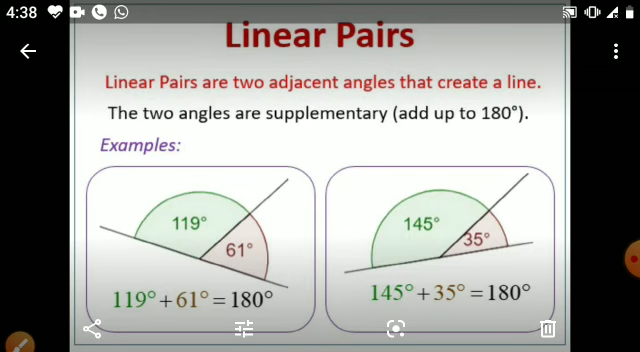 4:38
Linear Pairs
Linear Pairs are two adjacent angles that create a line.
The two angles are supplementary (add up to 180°).
Examples:
119°
61°
119° + 61° = 180°
145°
35°
145° + 35° = 180°